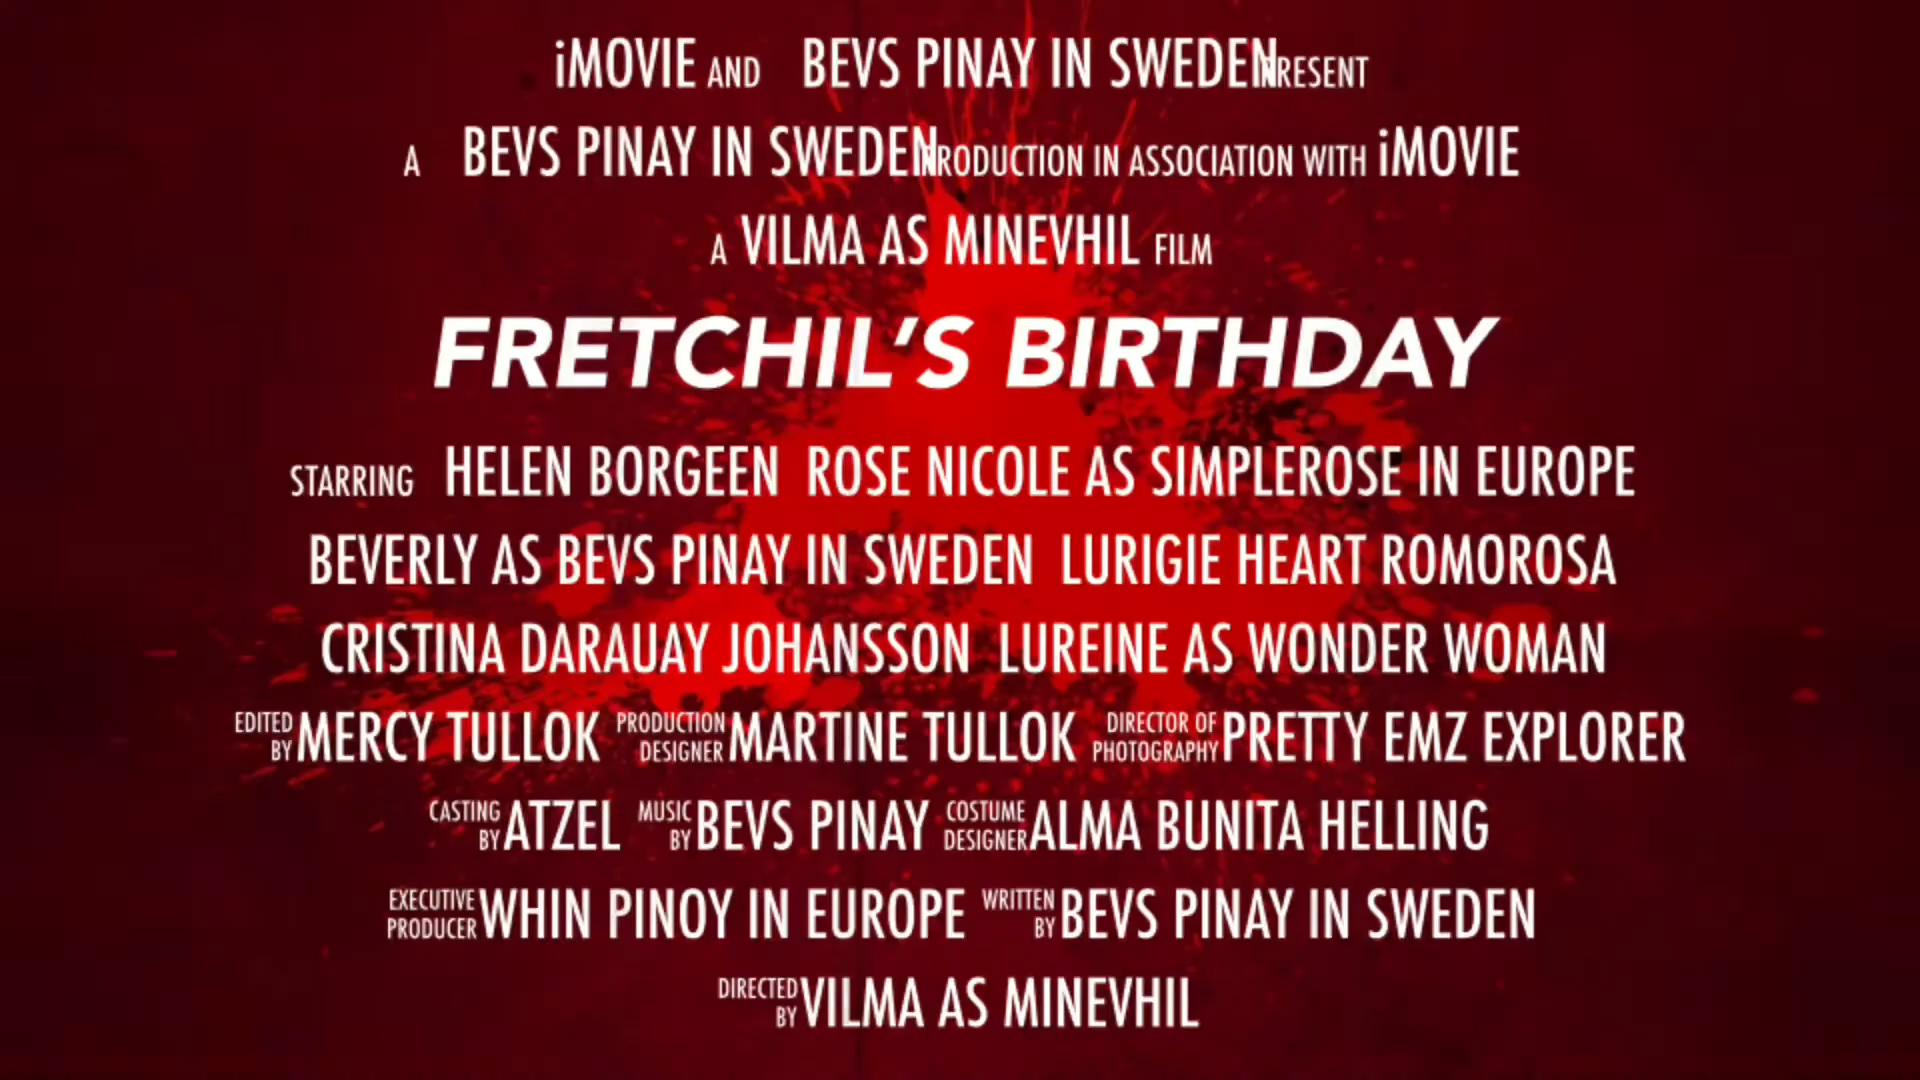 iMOVIE AND BEVS PINAY IN SWEDEN PRESENT
A BEVS PINAY IN SWEDEN PRODUCTION IN ASSOCIATION WITH iMOVIE
A VILMA AS MINEVHIL FILM
FRETCHIL'S BIRTHDAY
STARRING HELEN BORGEEN ROSE NICOLE AS SIMPLEROSE IN EUROPE
BEVERLY AS BEVS PINAY IN SWEDEN LURIGIE HEART ROMOROSA
CRISTINA DARAUAY JOHANSSON LUREINE AS WONDER WOMAN
EDITED BY MERCY TULLOK PRODUCTION DESIGNER MARTINE TULLOK DIRECTOR OF PHOTOGRAPHY PRETTY EMZ EXPLORER
CASTING BY ATZEL MUSIC BY BEVS PINAY COSTUME DESIGNER ALMA BUNITA HELLING
EXECUTIVE PRODUCER WHIN PINOY IN EUROPE WRITTEN BY BEVS PINAY IN SWEDEN
DIRECTED BY VILMA AS MINEVHIL